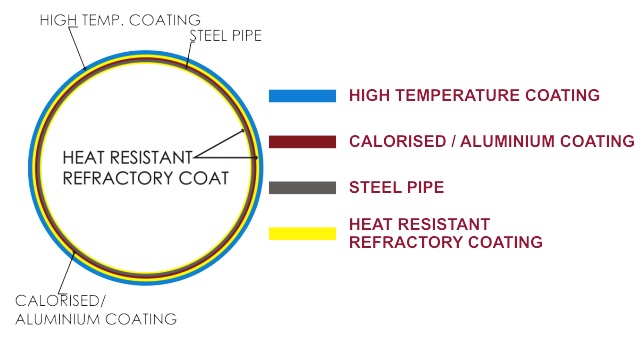 HIGH TEMP. COATING
STEEL PIPE
HEAT RESISTANT
REFRACTORY COAT
CALORISED/
ALUMINIUM COATING
HIGH TEMPERATURE COATING
CALORISED / ALUMINIUM COATING
STEEL PIPE
HEAT RESISTANT
REFRACTORY COATING